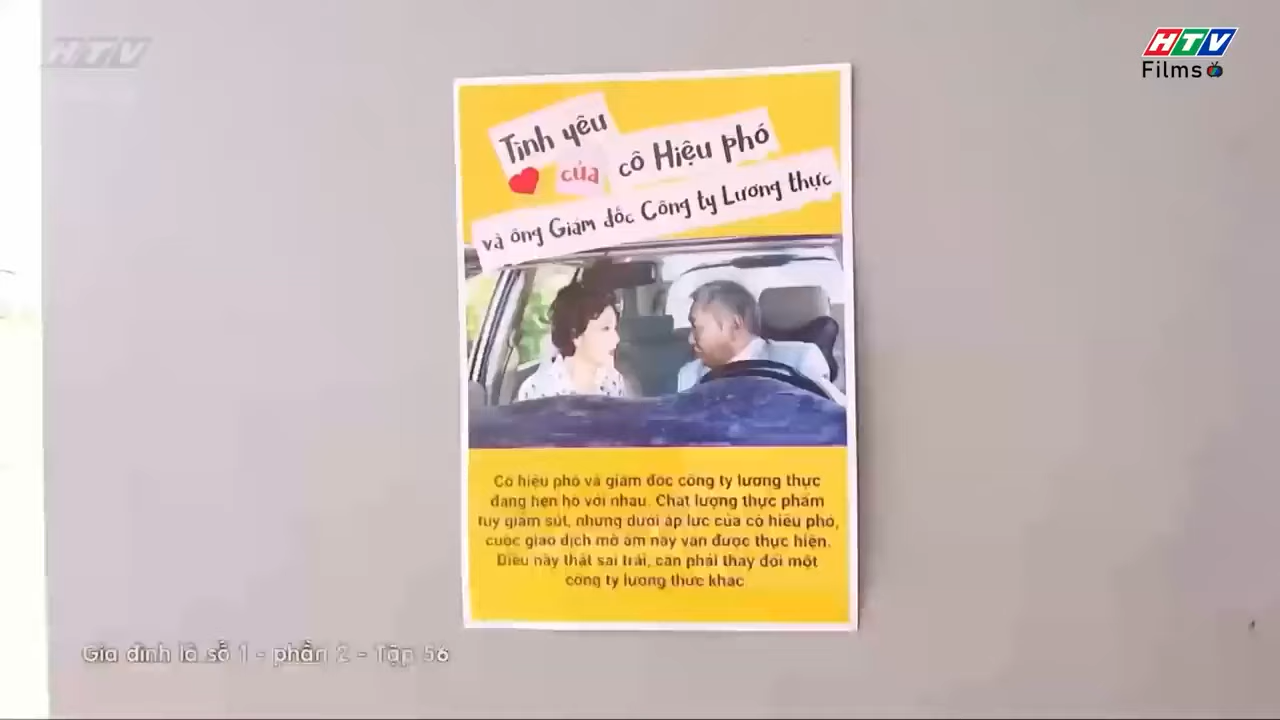 HTV
HTV
Films
Tình yêu
của cô Hiệu phó
và ông Giám đốc Công ty Lương thực
Cô hiệu phó và giám đốc công ty lương thực
đang hẹn hò với nhau. Chất lượng thực phẩm
tuy giảm sút, nhưng dưới áp lực của cô hiệu phó,
cuộc giao dịch mờ ám này vẫn được thực hiện.
Điều này thật sai trái, cần phải thay đổi một
công ty lương thực khác
Gia đình là số 1 - phần 2 - Tập 56